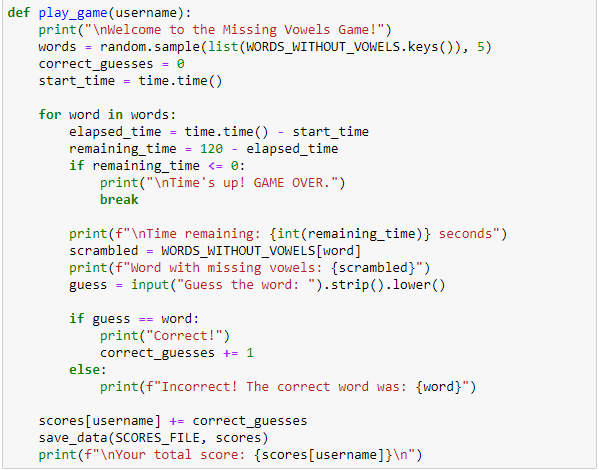 def play_game(username):
    print("\nWelcome to the Missing Vowels Game!")
    words = random.sample(list(WORDS_WITHOUT_VOWELS.keys()), 5)
    correct_guesses = 0
    start_time = time.time()

    for word in words:
        elapsed_time = time.time() - start_time
        remaining_time = 120 - elapsed_time
        if remaining_time <= 0:
            print("\nTime's up! GAME OVER.")
            break

        print(f"\nTime remaining: {int(remaining_time)} seconds")
        scrambled = WORDS_WITHOUT_VOWELS[word]
        print(f"Word with missing vowels: {scrambled}")
        guess = input("Guess the word: ").strip().lower()

        if guess == word:
            print("Correct!")
            correct_guesses += 1
        else:
            print(f"Incorrect! The correct word was: {word}")

    scores[username] += correct_guesses
    save_data(SCORES_FILE, scores)
    print(f"\nYour total score: {scores[username]}\n")